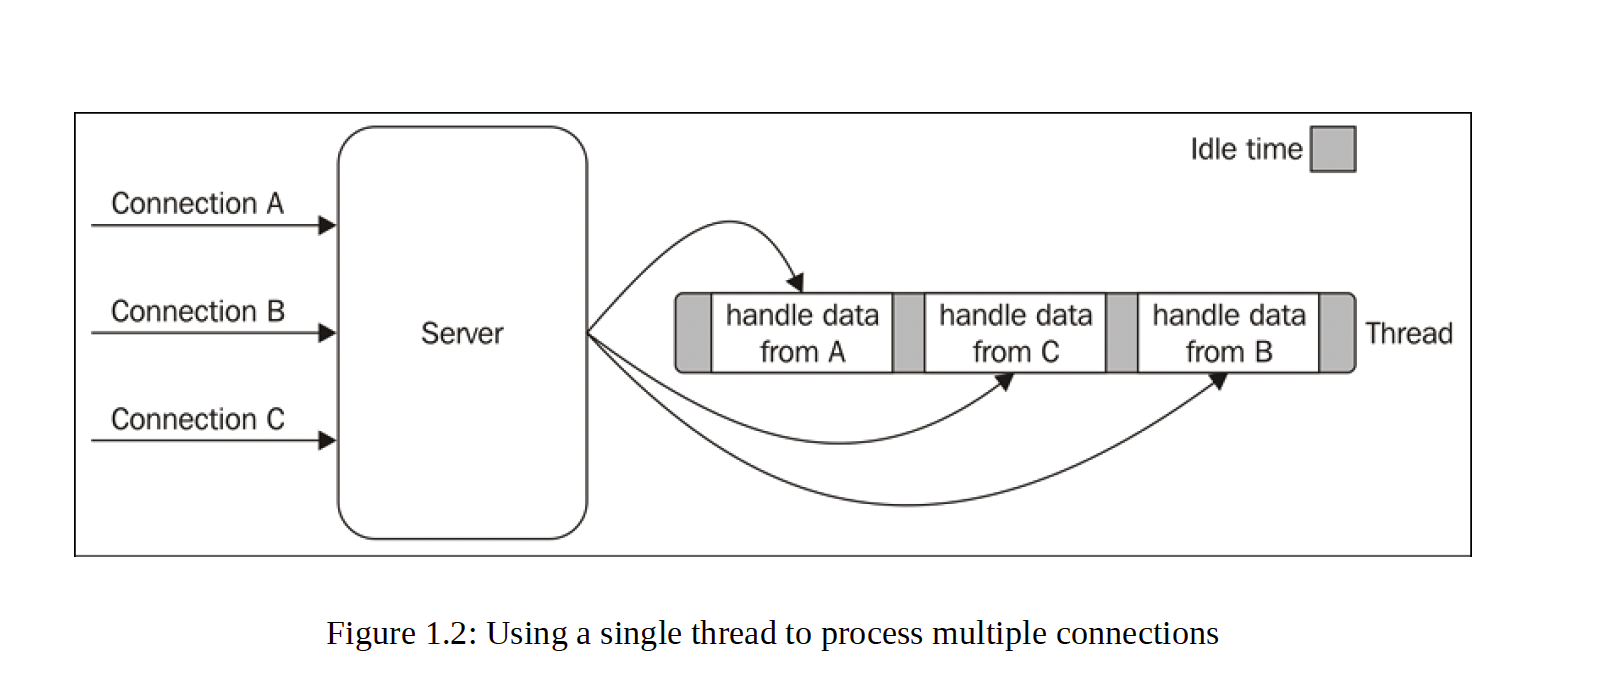 Idle time
Connection A
Connection B
Connection C
Server
handle data
from A
handle data
from C
handle data
from B
Thread
Figure 1.2: Using a single thread to process multiple connections